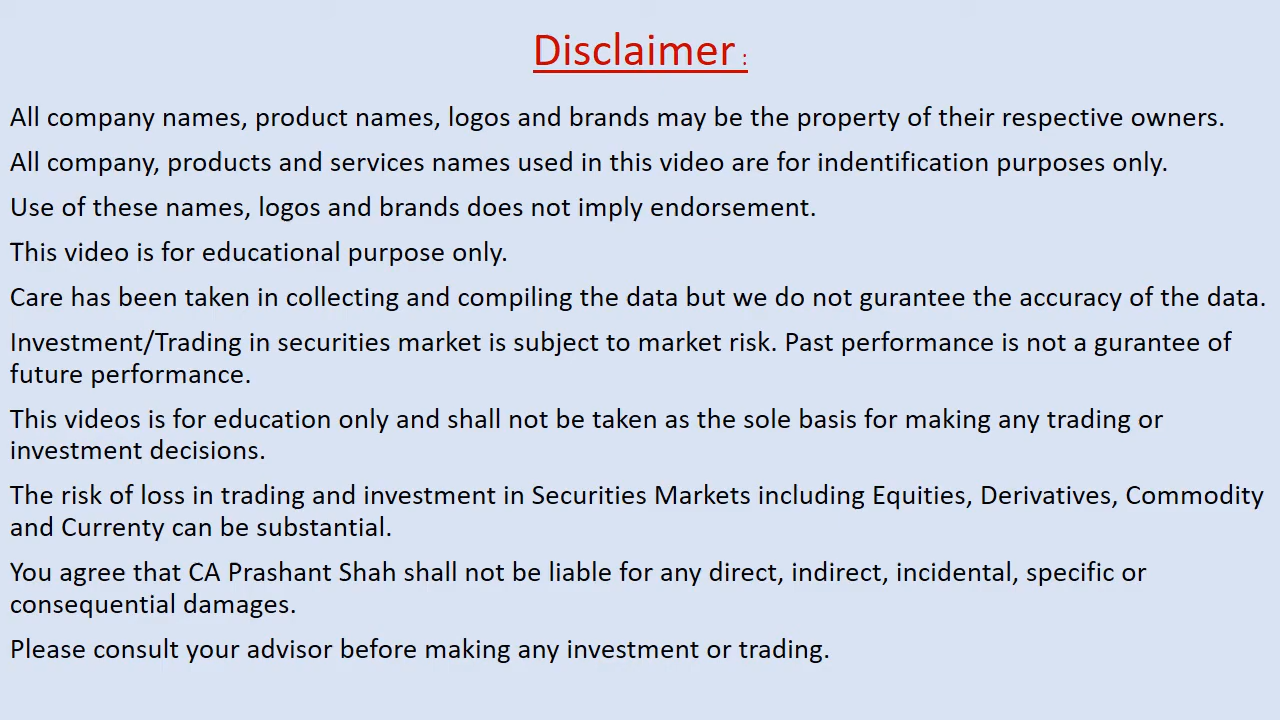 Disclaimer :
All company names, product names, logos and brands may be the property of their respective owners.
All company, products and services names used in this video are for indentification purposes only.
Use of these names, logos and brands does not imply endorsement.
This video is for educational purpose only.
Care has been taken in collecting and compiling the data but we do not gurantee the accuracy of the data.
Investment/Trading in securities market is subject to market risk. Past performance is not a gurantee of
future performance.
This videos is for education only and shall not be taken as the sole basis for making any trading or
investment decisions.
The risk of loss in trading and investment in Securities Markets including Equities, Derivatives, Commodity
and Currenty can be substantial.
You agree that CA Prashant Shah shall not be liable for any direct, indirect, incidental, specific or
consequential damages.
Please consult your advisor before making any investment or trading.